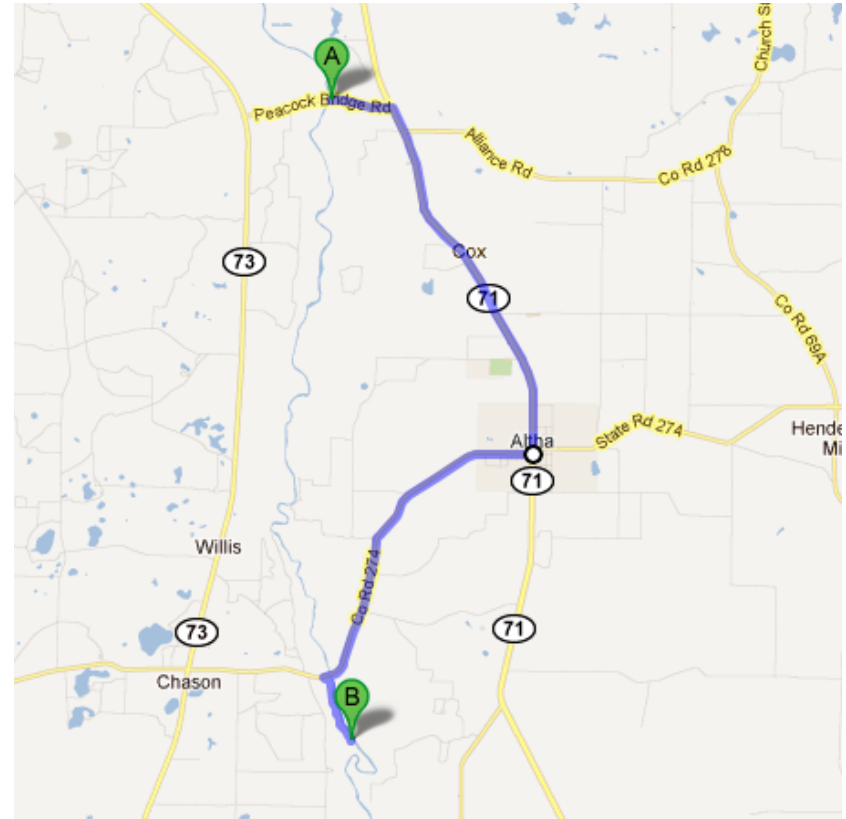 Church St
A
Peacock Bridge Rd
Alliance Rd
Co Rd 278
Cox
73
71
Co Rd 69A
Altha
State Rd 274
Hende
Mi
71
Willis
Co Rd 274
73
71
Chason
B